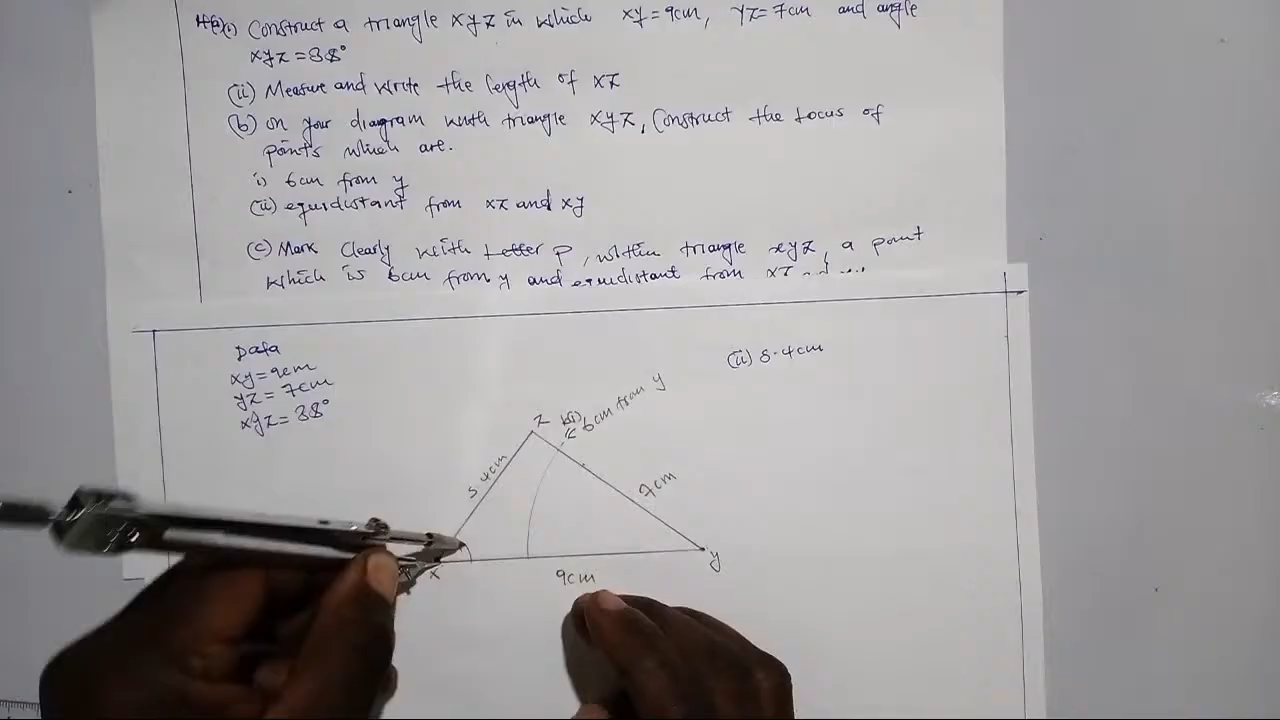 (i) Construct a triangle XYZ in which XY = 9cm, YZ = 7cm and angle
XYZ = 38°
(ii) Measure and write the length of XZ
(b) on your diagram with triangle XYZ, Construct the locus of
points which are.
i) 6cm from y
(ii) equidistant from XZ and XY
(c) Mark Clearly with Letter P, within triangle XYZ, a point
which is 6cm from y and equidistant from XZ and
Data
XY = 9cm
YZ = 7cm
XYZ = 38°
(ii) 5.4cm
Z
6cm from y
5.4cm
7cm
X
y
9cm